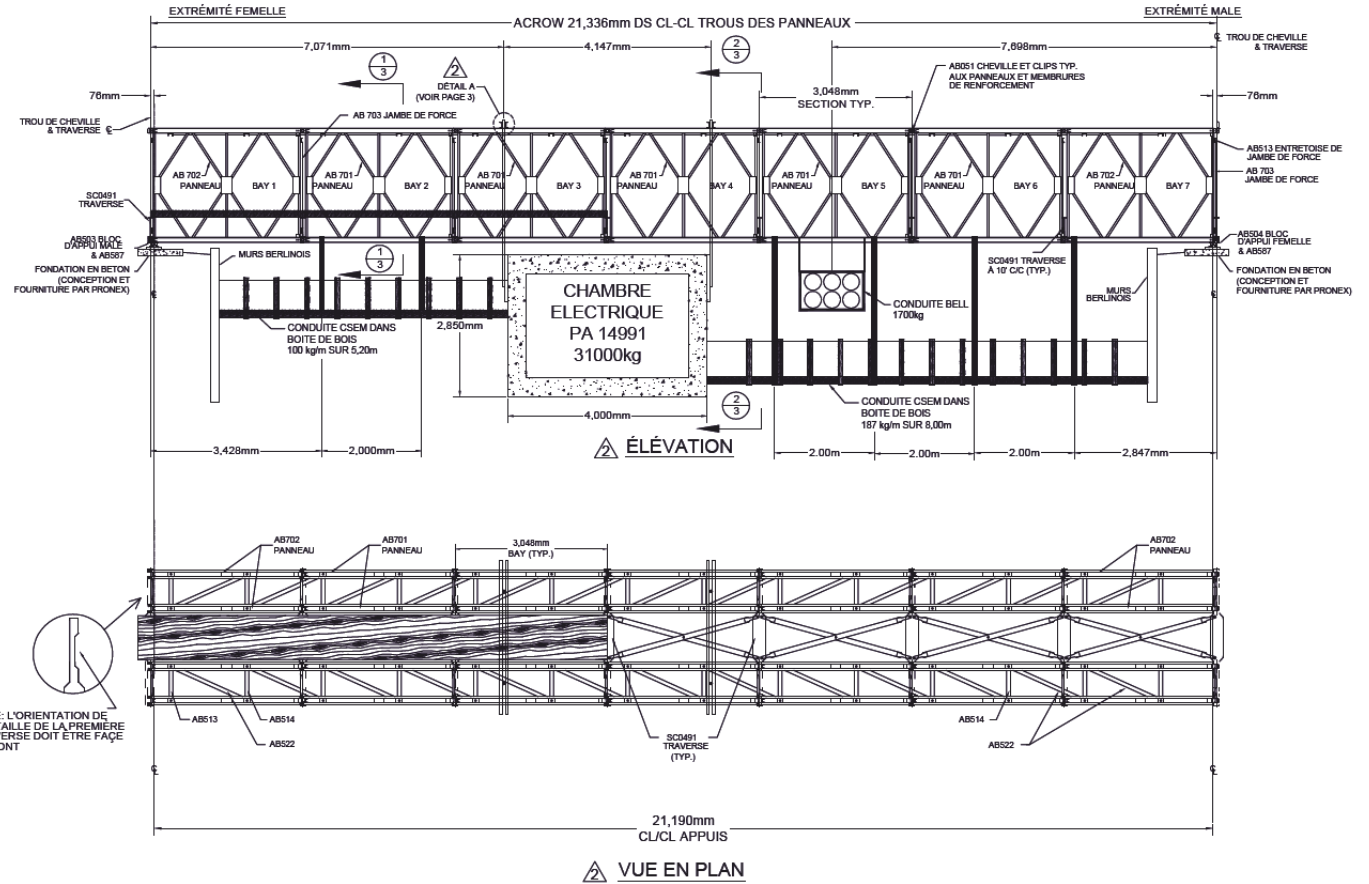 EXTRÉMITÉ FEMELLE
EXTRÉMITÉ MALE
ACROW 21,336mm DS CL-CL TROUS DES PANNEAUX
TROU DE CHEVILLE
& TRAVERSE
7,071mm
4,147mm
7,698mm
1
3
2
DÉTAIL A
(VOIR PAGE 3)
2
3
AB051 CHEVILLE ET CLIPS TYP.
AUX PANNEAUX ET MEMBRURES
DE RENFORCEMENT
76mm
3,048mm
SECTION TYP.
76mm
TROU DE CHEVILLE
& TRAVERSE
AB 703 JAMBE DE FORCE
AB513 ENTRETOISE DE
JAMBE DE FORCE
AB 703
JAMBE DE FORCE
AB 702
PANNEAU
BAY 1
AB 701
PANNEAU
BAY 2
AB 701
PANNEAU
BAY 3
AB 701
PANNEAU
BAY 4
AB 701
PANNEAU
BAY 5
AB 701
PANNEAU
BAY 6
AB 702
PANNEAU
BAY 7
SC0491
TRAVERSE
AB503 BLOC
D'APPUI MALE
& AB587
FONDATION EN BETON
(CONCEPTION ET
FOURNITURE PAR PRONEX)
MURS BERLINOIS
1
3
SC0491 TRAVERSE
À 10' C/C (TYP.)
AB504 BLOC
D'APPUI FEMELLE
& AB587
FONDATION EN BETON
(CONCEPTION ET
FOURNITURE PAR PRONEX)
MURS
BERLINOIS
CHAMBRE
ELECTRIQUE
PA 14991
31000kg
CONDUITE BELL
1700kg
CONDUITE CSEM DANS
BOITE DE BOIS
100 kg/m SUR 5,20m
2,850mm
4,000mm
2
3
CONDUITE CSEM DANS
BOITE DE BOIS
187 kg/m SUR 8,00m
3,428mm
2,000mm
2 ÉLÉVATION
2.00m
2.00m
2.00m
2,847mm
AB702
PANNEAU
AB701
PANNEAU
3,048mm
BAY (TYP.)
AB702
PANNEAU
: L'ORIENTATION DE
AILLE DE LA PREMIÈRE
ERSE DOIT ÊTRE FAÇE
ONT
AB513
AB514
AB522
SC0491
TRAVERSE
(TYP.)
AB514
AB522
21,190mm
CL/CL APPUIS
2 VUE EN PLAN